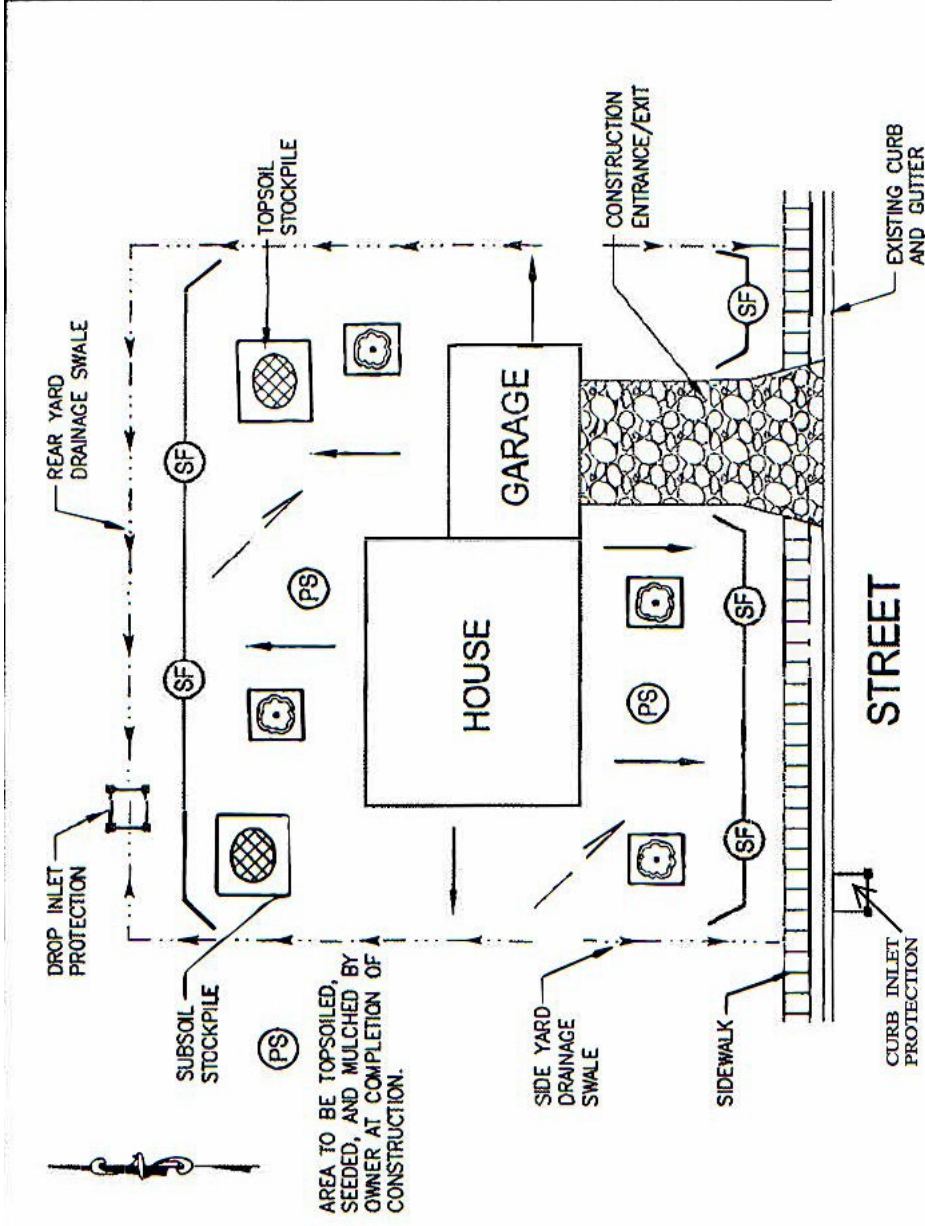 REAR YARD
DRAINAGE SWALE
DROP INLET
PROTECTION
TOPSOIL
STOCKPILE
SF
SF
SUBSOIL
STOCKPILE
PS
PS
AREA TO BE TOPSOILED,
SEEDED, AND MULCHED BY
OWNER AT COMPLETION OF
CONSTRUCTION.
HOUSE
GARAGE
CONSTRUCTION
ENTRANCE/EXIT
SIDE YARD
DRAINAGE
SWALE
PS
SF
SF
SF
SIDEWALK
EXISTING CURB
AND GUTTER
STREET
CURB INLET
PROTECTION